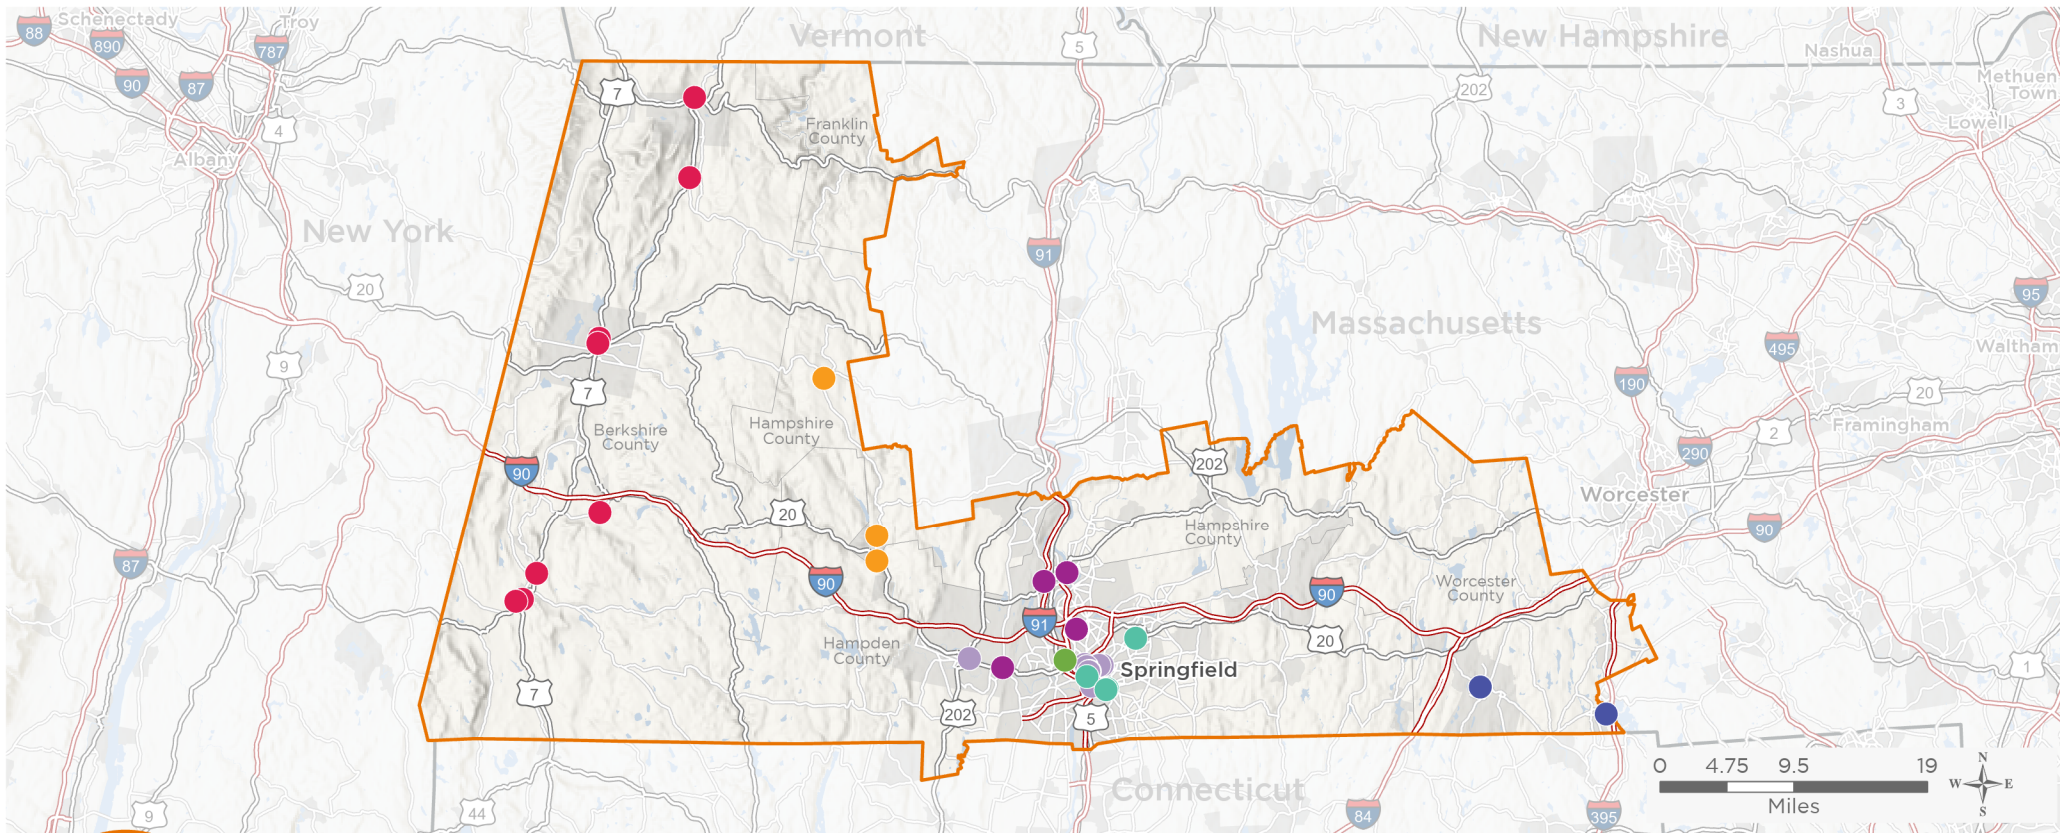 Schenectady
Troy
88
890
787
90
87
4
Albany
Vermont
5
New Hampshire
Nashua
202
3
Methuen
Town
Lowell
7
Franklin
County
New York
20
91
95
Massachusetts
495
Waltham
9
190
20
7
Berkshire
County
Hampshire
County
Framingham
2
290
90
202
Worcester
20
Hampshire
County
90
87
90
90
Worcester
County
91
20
Hampden
County
Springfield
1
7
202
5
Connecticut
0 4.75 9.5 19
Miles
N
W E
S
9
44
84
395